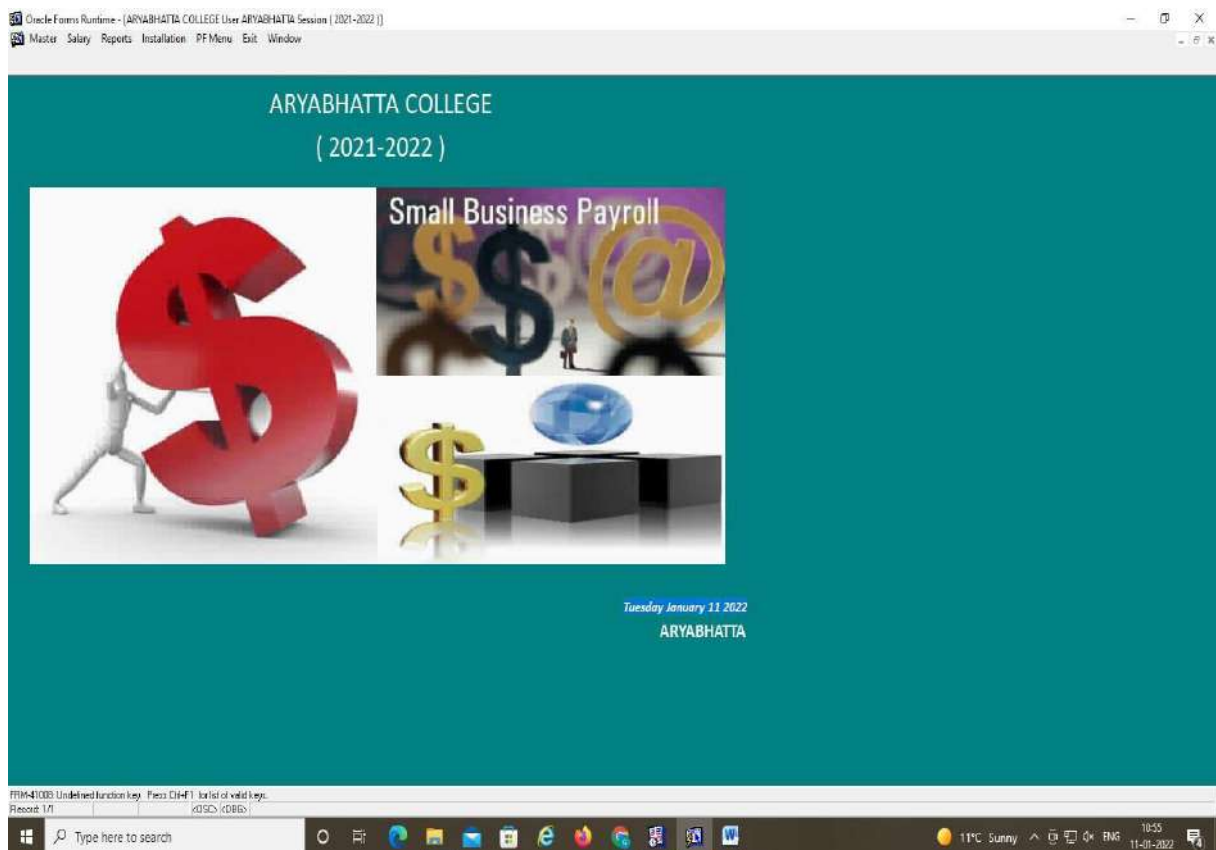 Oracle Forms Runtime - [ARYABHATTA COLLEGE User ARYABHATTA Session ( 2021-2022 )]
Master Salary Reports Installation PF Menu Exit Window
ARYABHATTA COLLEGE
( 2021-2022 )
Small Business Payroll
Tuesday January 11 2022
ARYABHATTA
FRM-41008: Undefined function key. Press Ctrl+F1 for list of valid keys.
Record: 1/1 <OSC> <DBG>
Type here to search
11°C Sunny ENG
10:55
11-01-2022